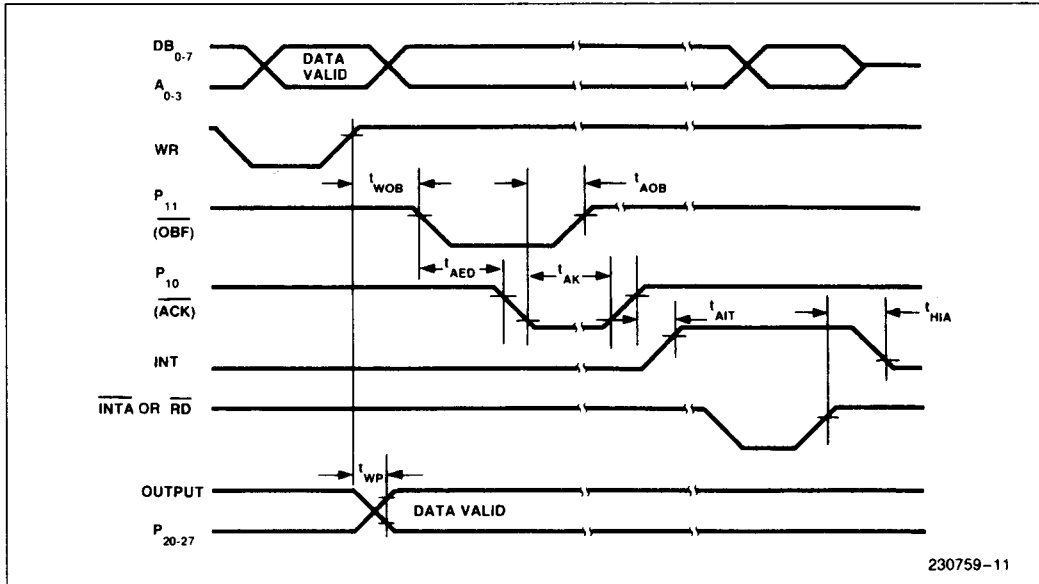 DB0-7
DATA VALID
A0-3
WR
tWOB
tAOB
P11
(OBF)
tAED
tAK
P10
(ACK)
tAIT
tHIA
INT
INTA OR RD
tWP
OUTPUT
DATA VALID
P20-27
230759-11